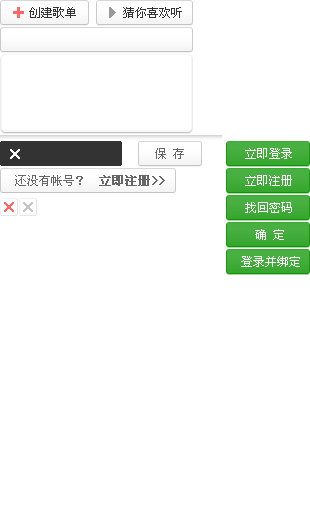 创建歌单
猜你喜欢听
保 存
立即登录
还没有帐号？ 立即注册>>
立即注册
找回密码
确 定
登录并绑定